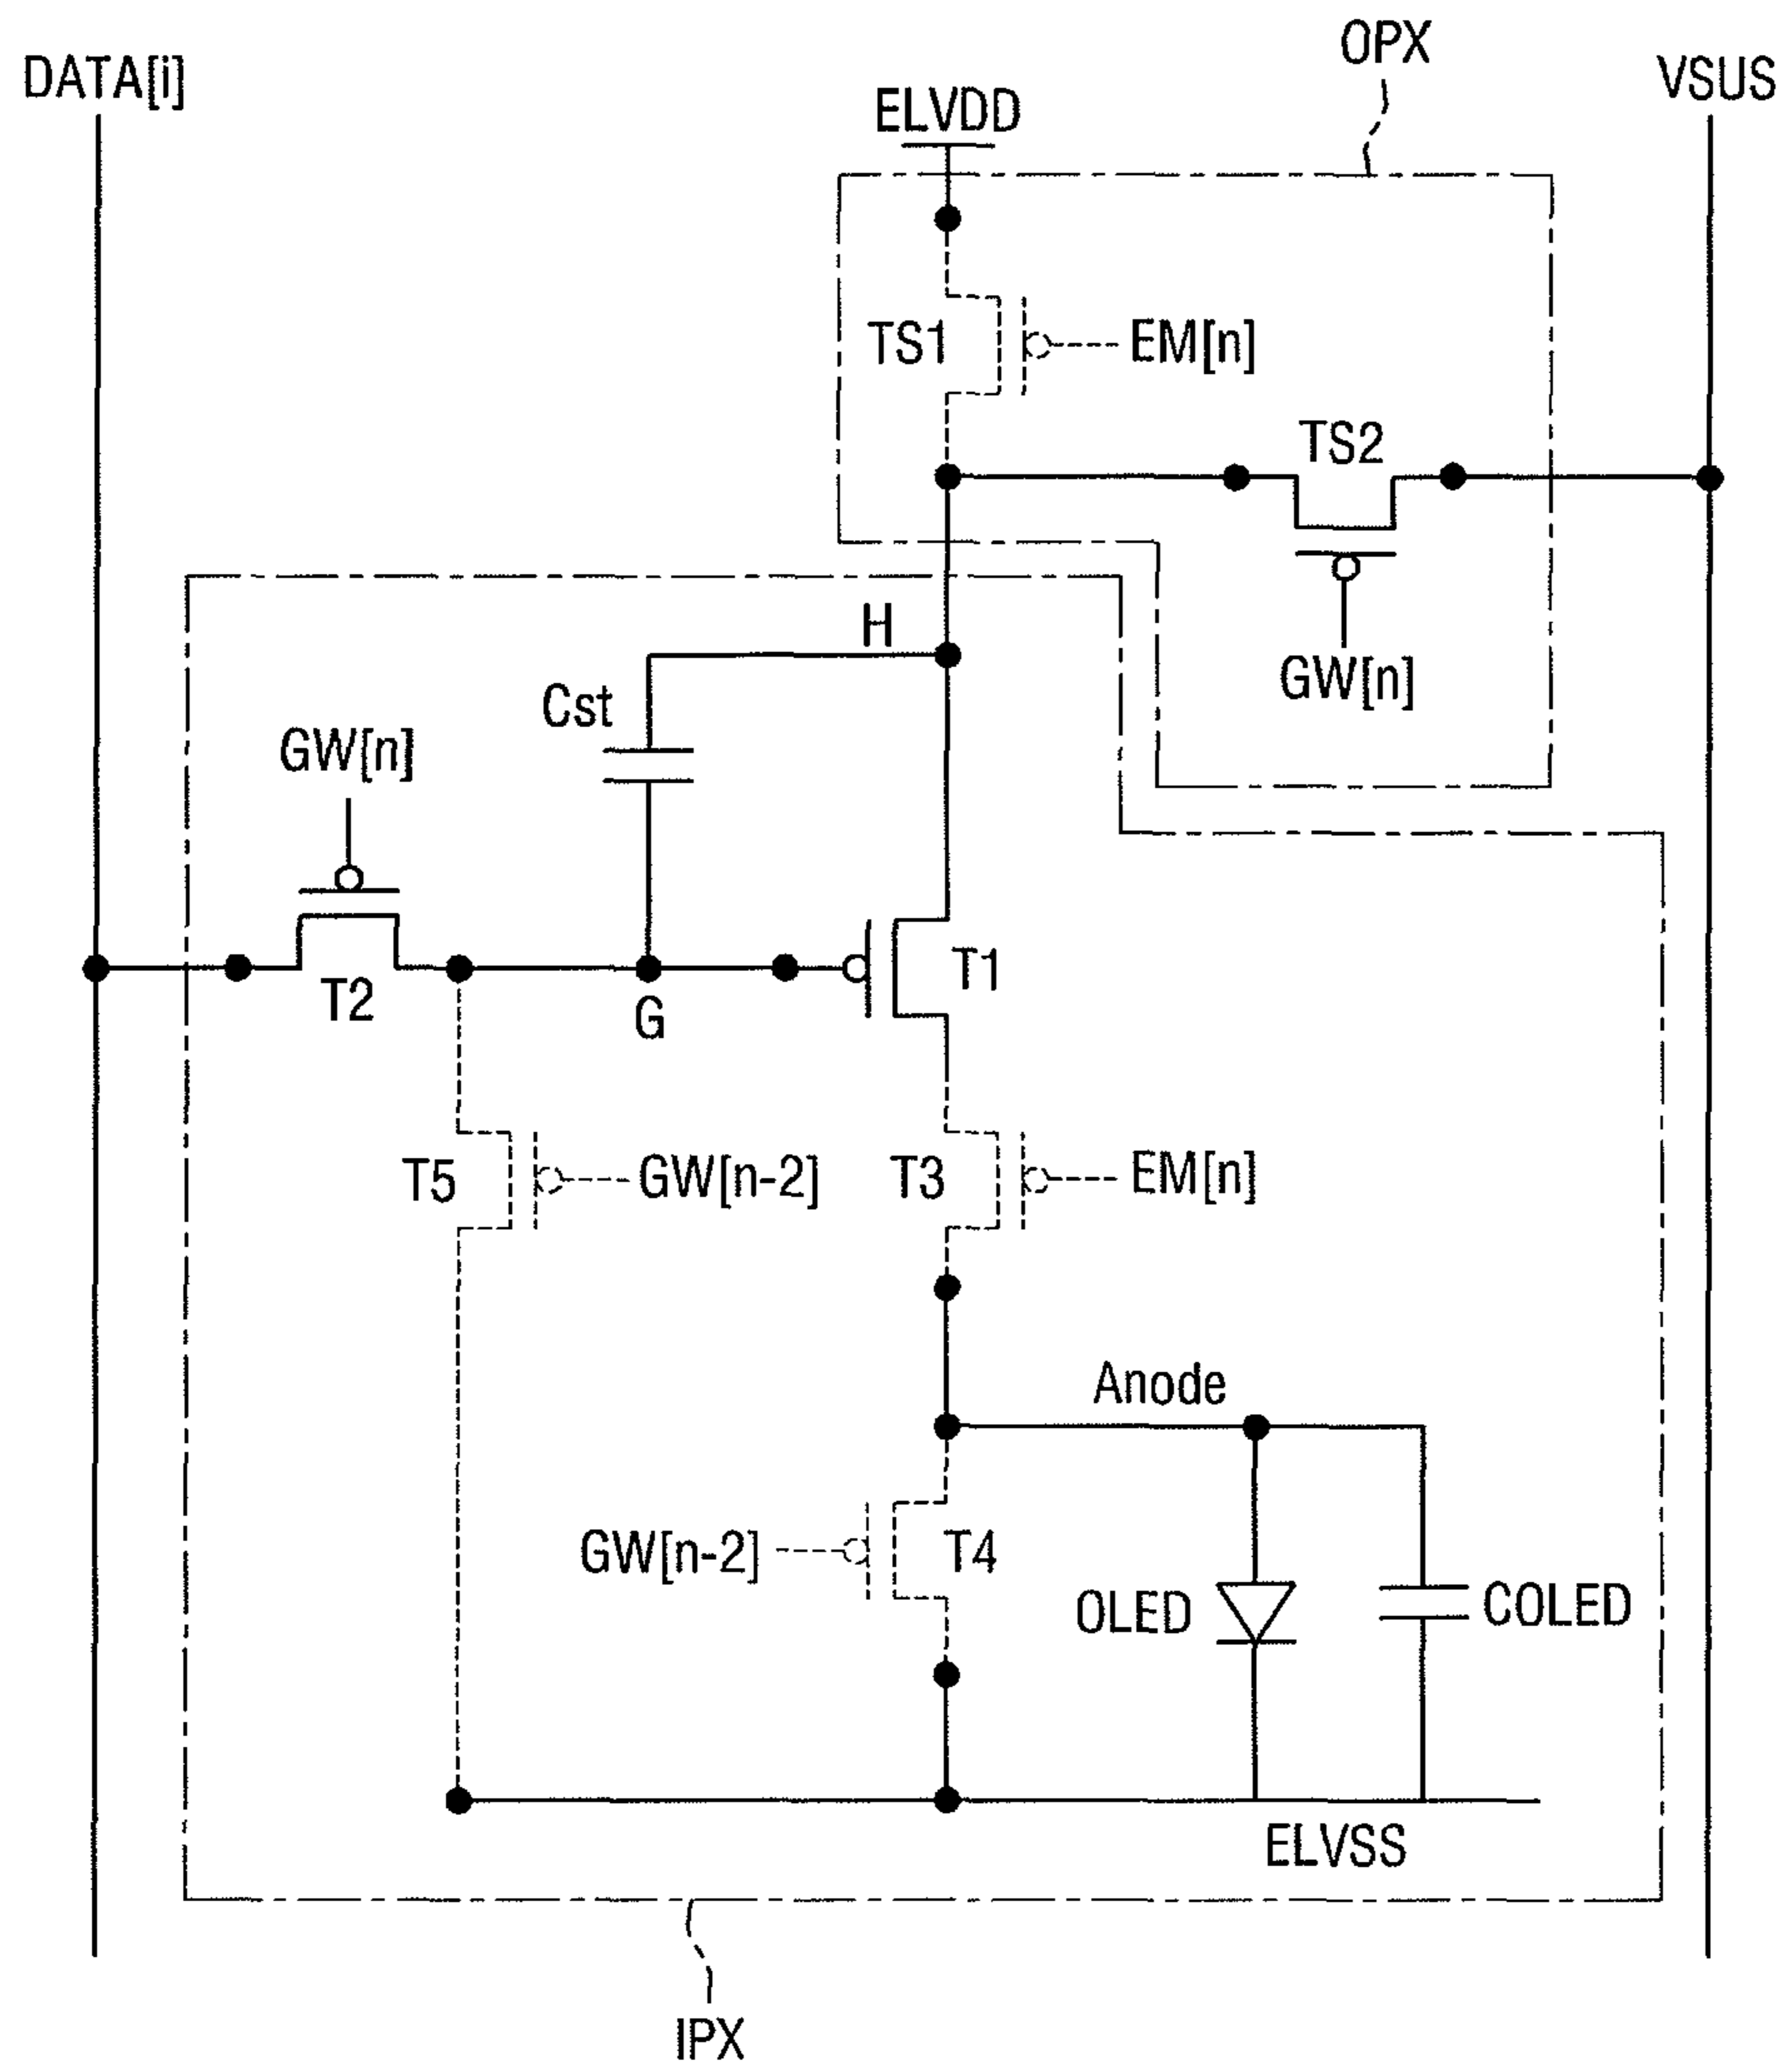 OPX
DATA[i]
VSUS
ELVDD
TS1
EM[n]
TS2
H
GW[n]
Cst
GW[n]
T2
G
T1
T5
GW[n-2]
T3
EM[n]
Anode
GW[n-2]
T4
OLED
COLED
ELVSS
IPX